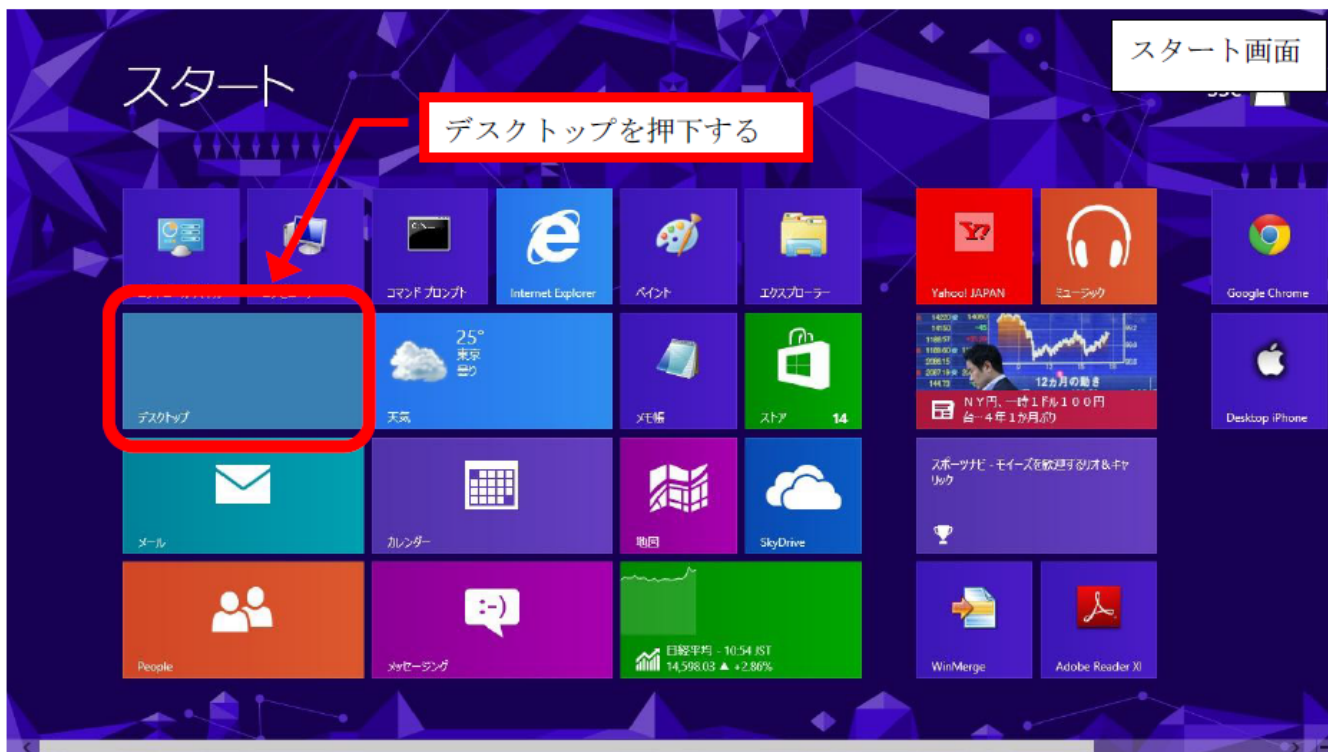 スタート画面
スタート
デスクトップを押下する
コマンド プロンプト
Internet Explorer
ペイント
エクスプローラー
Yahoo! JAPAN
ミュージック
Google Chrome
デスクトップ
25°
東京
曇り
天気
メモ帳
ストア
14
12ヵ月の動き
NY円、一時1ドル100円
台…4年1か月ぶり
Desktop iPhone
メール
カレンダー
地図
SkyDrive
スポーツナビ - モイーズを歓迎するリオ&キャ
リック
People
メッセージング
日経平均 - 10:54 JST
14,598.03 ▲ +2.86%
WinMerge
Adobe Reader XI